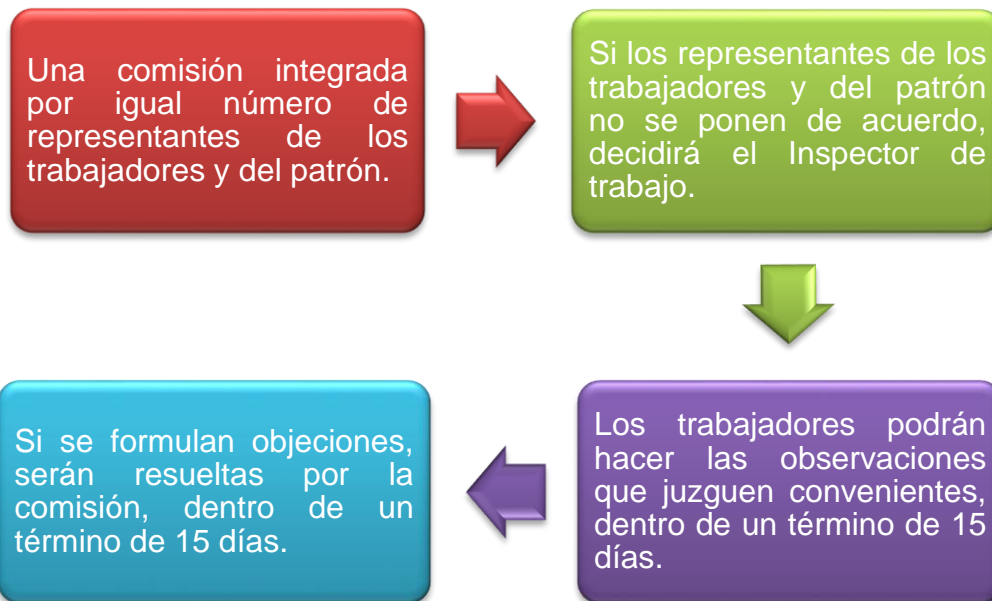 Una comisión integrada
por igual número de
representantes de los
trabajadores y del patrón.
Si los representantes de los
trabajadores y del patrón
no se ponen de acuerdo,
decidirá el Inspector de
trabajo.
Los trabajadores podrán
hacer las observaciones
que juzguen convenientes,
dentro de un término de 15
días.
Si se formulan objeciones,
serán resueltas por la
comisión, dentro de un
término de 15 días.